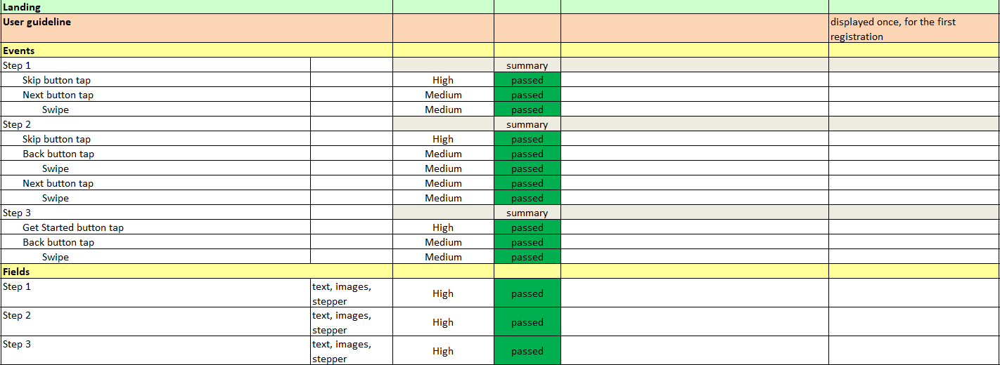 Landing
User guideline displayed once, for the first
registration
Events
Step 1 summary
Skip button tap High passed
Next button tap Medium passed
Swipe Medium passed
Step 2 summary
Skip button tap High passed
Back button tap Medium passed
Swipe Medium passed
Next button tap Medium passed
Swipe Medium passed
Step 3 summary
Get Started button tap High passed
Back button tap Medium passed
Swipe Medium passed
Fields
Step 1 text, images,
stepper High passed
Step 2 text, images,
stepper High passed
Step 3 text, images,
stepper High passed